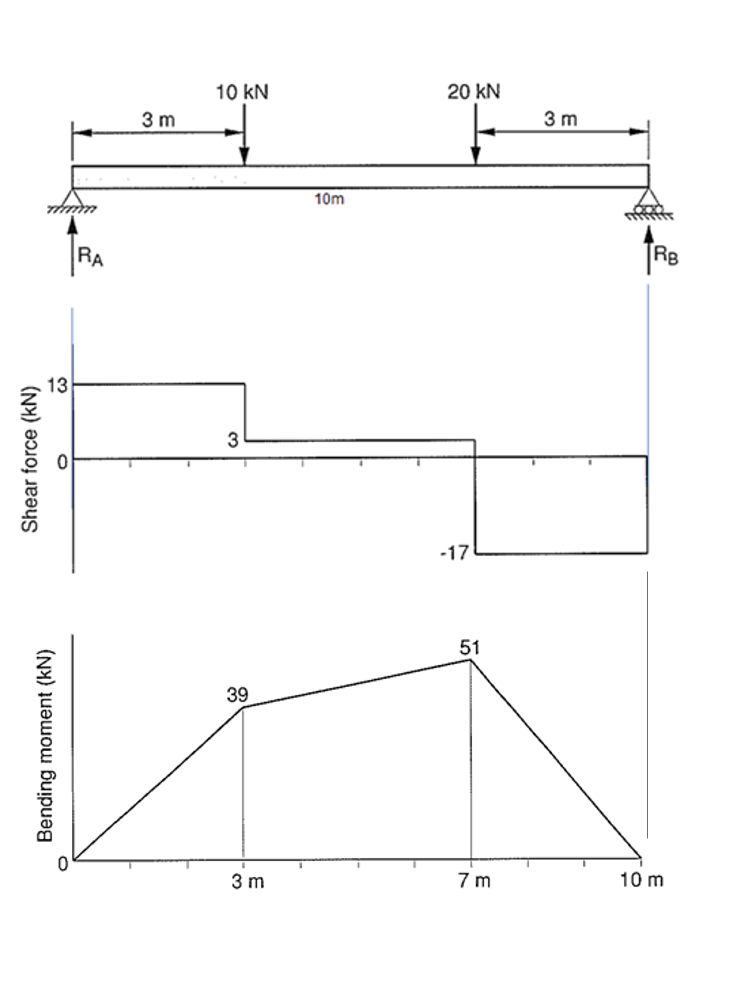 10 kN
20 kN
3 m
3 m
10m
RA
RB
Shear force (kN)
13
3
0
-17
Bending moment (kN)
51
39
0
3 m
7 m
10 m